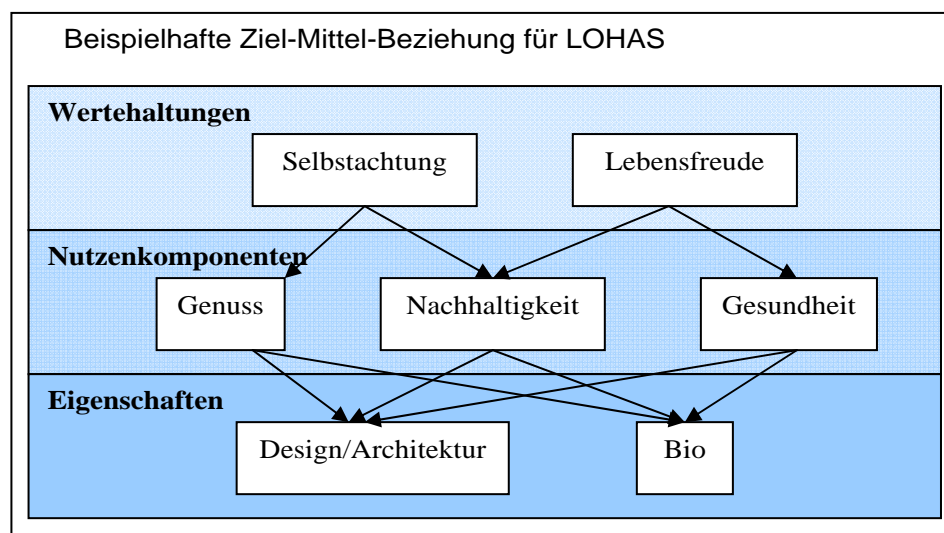 Beispielhafte Ziel-Mittel-Beziehung für LOHAS
Wertehaltungen
Selbstachtung
Lebensfreude
Nutzenkomponenten
Genuss
Nachhaltigkeit
Gesundheit
Eigenschaften
Design/Architektur
Bio